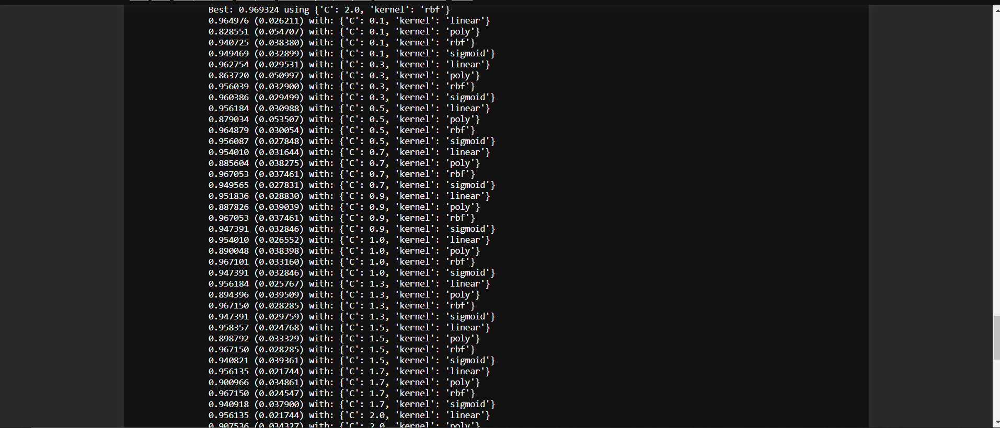 Best: 0.969324 using {'C': 2.0, 'kernel': 'rbf'}
0.964976 (0.026211) with: {'C': 0.1, 'kernel': 'linear'}
0.828551 (0.054707) with: {'C': 0.1, 'kernel': 'poly'}
0.940725 (0.038380) with: {'C': 0.1, 'kernel': 'rbf'}
0.949469 (0.032899) with: {'C': 0.1, 'kernel': 'sigmoid'}
0.962754 (0.029531) with: {'C': 0.3, 'kernel': 'linear'}
0.863720 (0.050997) with: {'C': 0.3, 'kernel': 'poly'}
0.956039 (0.032900) with: {'C': 0.3, 'kernel': 'rbf'}
0.960386 (0.029499) with: {'C': 0.3, 'kernel': 'sigmoid'}
0.956184 (0.030988) with: {'C': 0.5, 'kernel': 'linear'}
0.879034 (0.053507) with: {'C': 0.5, 'kernel': 'poly'}
0.964879 (0.030054) with: {'C': 0.5, 'kernel': 'rbf'}
0.956087 (0.027848) with: {'C': 0.5, 'kernel': 'sigmoid'}
0.954010 (0.031644) with: {'C': 0.7, 'kernel': 'linear'}
0.885604 (0.038275) with: {'C': 0.7, 'kernel': 'poly'}
0.967053 (0.037461) with: {'C': 0.7, 'kernel': 'rbf'}
0.949565 (0.027831) with: {'C': 0.7, 'kernel': 'sigmoid'}
0.951836 (0.028830) with: {'C': 0.9, 'kernel': 'linear'}
0.887826 (0.039039) with: {'C': 0.9, 'kernel': 'poly'}
0.967053 (0.037461) with: {'C': 0.9, 'kernel': 'rbf'}
0.947391 (0.032846) with: {'C': 0.9, 'kernel': 'sigmoid'}
0.954010 (0.026552) with: {'C': 1.0, 'kernel': 'linear'}
0.890048 (0.038398) with: {'C': 1.0, 'kernel': 'poly'}
0.967101 (0.033160) with: {'C': 1.0, 'kernel': 'rbf'}
0.947391 (0.032846) with: {'C': 1.0, 'kernel': 'sigmoid'}
0.956184 (0.025767) with: {'C': 1.3, 'kernel': 'linear'}
0.894396 (0.039509) with: {'C': 1.3, 'kernel': 'poly'}
0.967150 (0.028285) with: {'C': 1.3, 'kernel': 'rbf'}
0.947391 (0.029759) with: {'C': 1.3, 'kernel': 'sigmoid'}
0.958357 (0.024768) with: {'C': 1.5, 'kernel': 'linear'}
0.898792 (0.033329) with: {'C': 1.5, 'kernel': 'poly'}
0.967150 (0.028285) with: {'C': 1.5, 'kernel': 'rbf'}
0.940821 (0.039361) with: {'C': 1.5, 'kernel': 'sigmoid'}
0.956135 (0.021744) with: {'C': 1.7, 'kernel': 'linear'}
0.900966 (0.034861) with: {'C': 1.7, 'kernel': 'poly'}
0.967150 (0.024547) with: {'C': 1.7, 'kernel': 'rbf'}
0.940918 (0.037900) with: {'C': 1.7, 'kernel': 'sigmoid'}
0.956135 (0.021744) with: {'C': 2.0, 'kernel': 'linear'}
0.907536 (0.034327) with: {'C': 2.0, 'kernel': 'poly'}